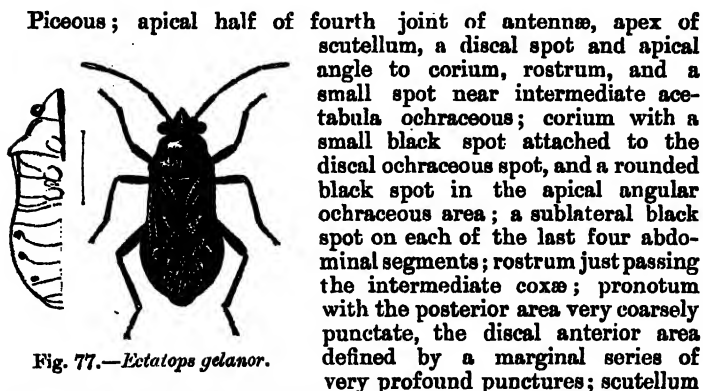 Piceous; apical half of fourth joint of antennæ, apex of
scutellum, a discal spot and apical
angle to corium, rostrum, and a
small spot near intermediate ace-
tabula ochraceous; corium with a
small black spot attached to the
discal ochraceous spot, and a rounded
black spot in the apical angular
ochraceous area; a sublateral black
spot on each of the last four abdo-
minal segments; rostrum just passing
the intermediate coxæ; pronotum
with the posterior area very coarsely
punctate, the discal anterior area
defined by a marginal series of
very profound punctures; scutellum
Fig. 77.—Ectatops gelanor.